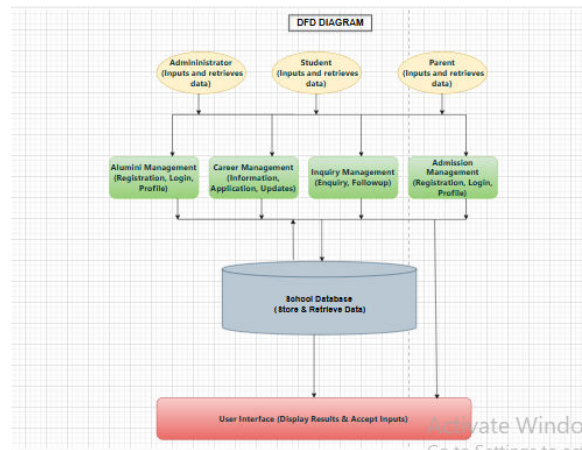 DFD DIAGRAM
Admininistrator
(Inputs and retrieves
data)
Student
(Inputs and retrieves
data)
Parent
(Inputs and retrieves
data)
Alumini Management
(Registration, Login,
Profile)
Career Management
(Information,
Application, Updates)
Inquiry Management
(Enquiry, Followup)
Admission
Management
(Registration, Login,
Profile)
School Database
(Store & Retrieve Data)
User Interface (Display Results & Accept Inputs)
Activate Windo